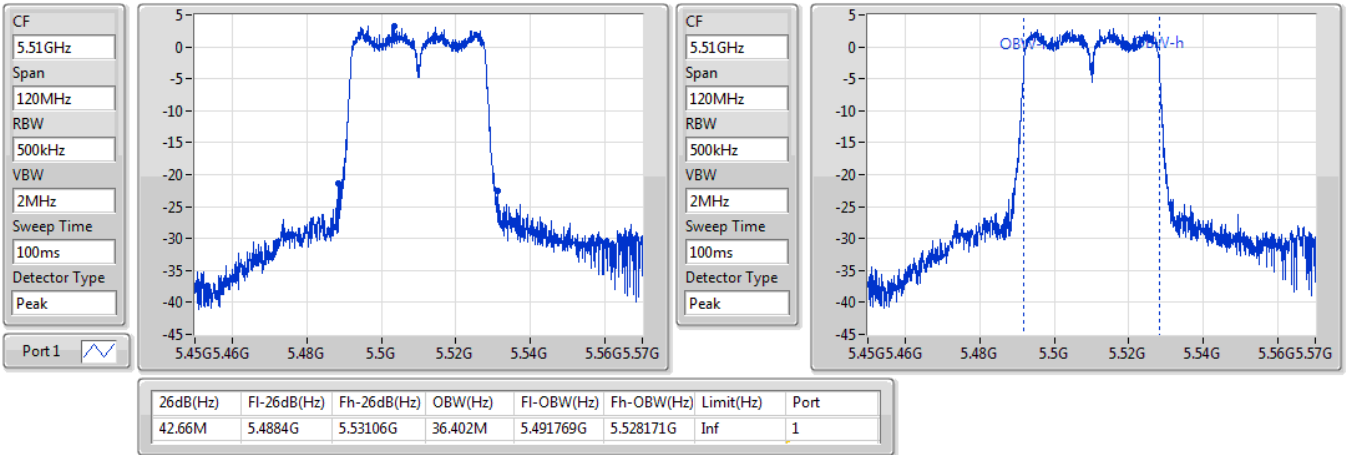 CF
5.51GHz
Span
120MHz
RBW
500kHz
VBW
2MHz
Sweep Time
100ms
Detector Type
Peak
Port 1
5
0
-5
-10
-15
-20
-25
-30
-35
-40
-45
5.45G 5.46G 5.48G 5.5G 5.52G 5.54G 5.56G 5.57G
CF
5.51GHz
Span
120MHz
RBW
500kHz
VBW
2MHz
Sweep Time
100ms
Detector Type
Peak
5
0
-5
-10
-15
-20
-25
-30
-35
-40
-45
OBW-h
5.45G 5.46G 5.48G 5.5G 5.52G 5.54G 5.56G 5.57G
26dB(Hz) Fl-26dB(Hz) Fh-26dB(Hz) OBW(Hz) Fl-OBW(Hz) Fh-OBW(Hz) Limit(Hz) Port
42.66M 5.4884G 5.53106G 36.402M 5.491769G 5.528171G Inf 1